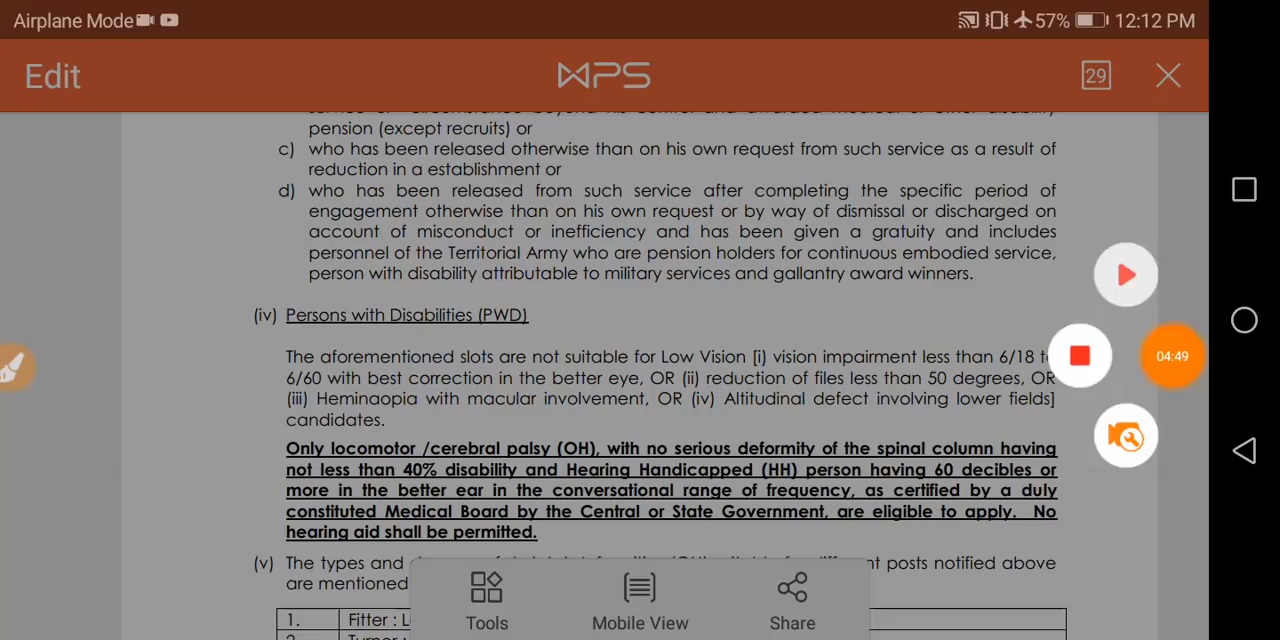 Airplane Mode 57% 12:12 PM
Edit WPS 29
pension (except recruits) or
c) who has been released otherwise than on his own request from such service as a result of
reduction in a establishment or
d) who has been released from such service after completing the specific period of
engagement otherwise than on his own request or by way of dismissal or discharged on
account of misconduct or inefficiency and has been given a gratuity and includes
personnel of the Territorial Army who are pension holders for continuous embodied service,
person with disability attributable to military services and gallantry award winners.
(iv) Persons with Disabilities (PWD)
The aforementioned slots are not suitable for Low Vision [i) vision impairment less than 6/18
6/60 with best correction in the better eye, OR (ii) reduction of files less than 50 degrees, OR
(iii) Heminaopia with macular involvement, OR (iv) Altitudinal defect involving lower fields]
candidates.
04:49
Only locomotor /cerebral palsy (OH), with no serious deformity of the spinal column having
not less than 40% disability and Hearing Handicapped (HH) person having 60 decibles or
more in the better ear in the conversational range of frequency, as certified by a duly
constituted Medical Board by the Central or State Government, are eligible to apply. No
hearing aid shall be permitted.
(v) The types and posts notified above
are mentioned
1. Fitter :
Tools Mobile View Share